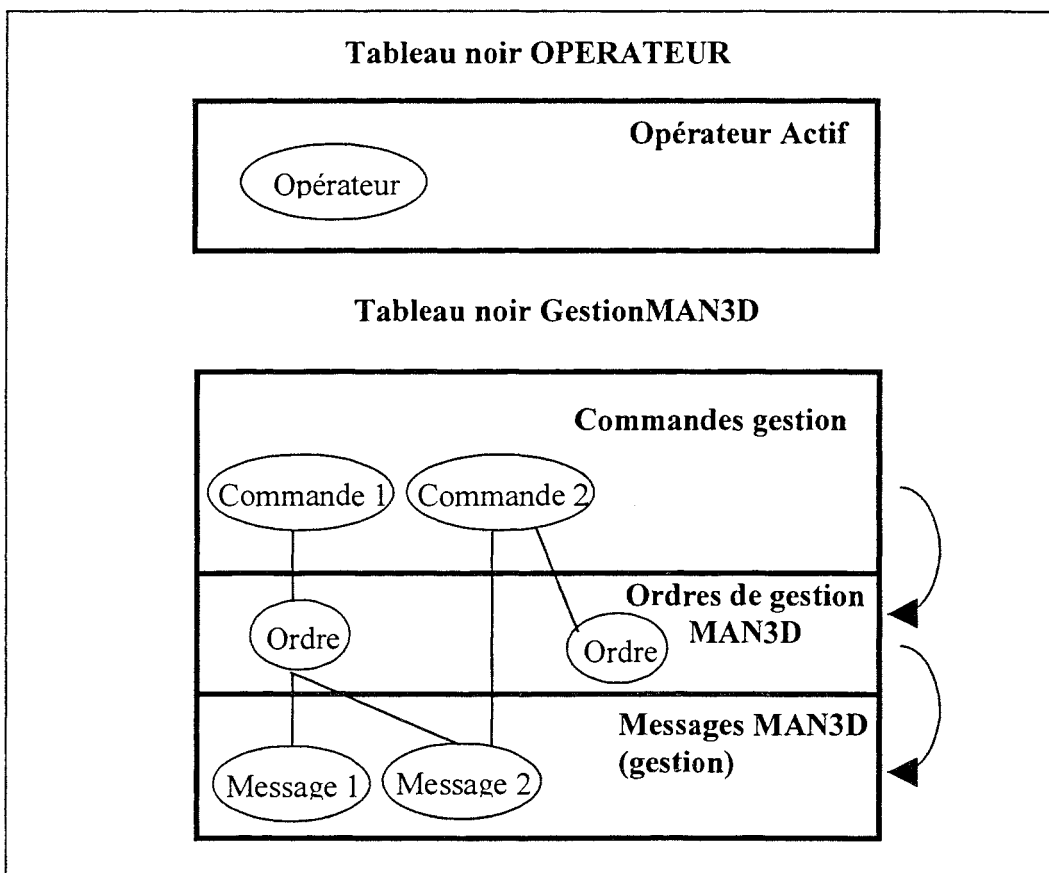 Tableau noir OPERATEUR
Opérateur Actif
Opérateur
Tableau noir GestionMAN3D
Commandes gestion
Commande 1
Commande 2
Ordres de gestion
MAN3D
Ordre
Ordre
Messages MAN3D
(gestion)
Message 1
Message 2